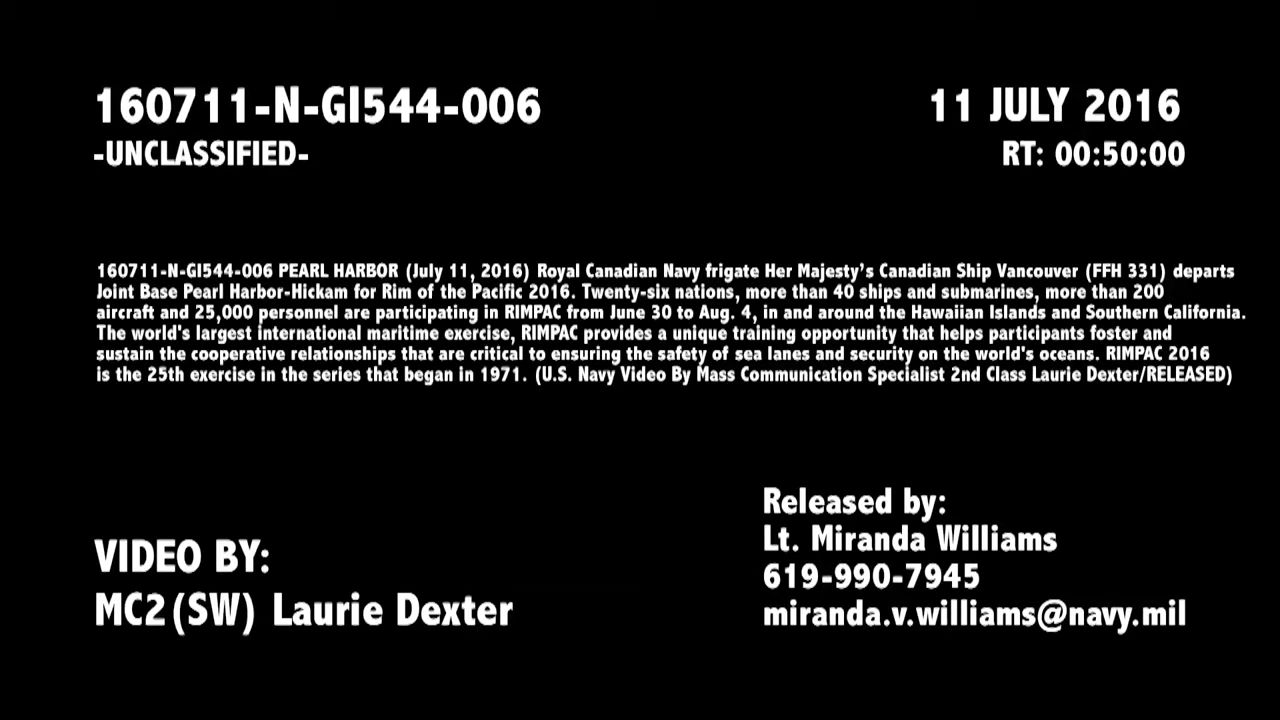 160711-N-GI544-006
11 JULY 2016
-UNCLASSIFIED-
RT: 00:50:00
160711-N-GI544-006 PEARL HARBOR (July 11, 2016) Royal Canadian Navy frigate Her Majesty's Canadian Ship Vancouver (FFH 331) departs
Joint Base Pearl Harbor-Hickam for Rim of the Pacific 2016. Twenty-six nations, more than 40 ships and submarines, more than 200
aircraft and 25,000 personnel are participating in RIMPAC from June 30 to Aug. 4, in and around the Hawaiian Islands and Southern California.
The world's largest international maritime exercise, RIMPAC provides a unique training opportunity that helps participants foster and
sustain the cooperative relationships that are critical to ensuring the safety of sea lanes and security on the world's oceans. RIMPAC 2016
is the 25th exercise in the series that began in 1971. (U.S. Navy Video By Mass Communication Specialist 2nd Class Laurie Dexter/RELEASED)
VIDEO BY:
MC2(SW) Laurie Dexter
Released by:
Lt. Miranda Williams
619-990-7945
miranda.v.williams@navy.mil